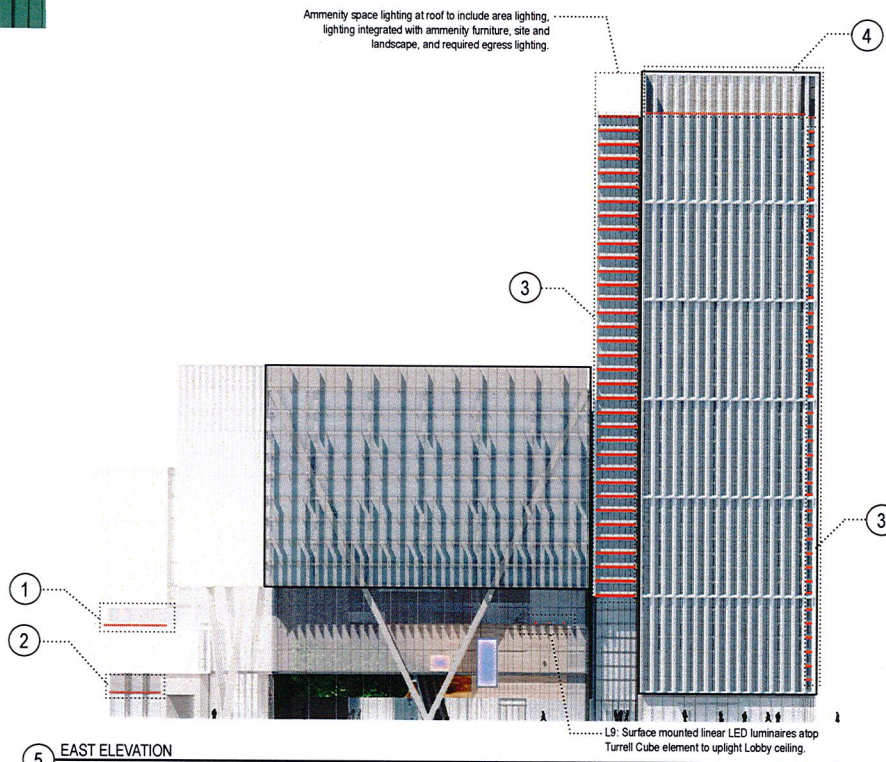 Ammenity space lighting at roof to include area lighting,
lighting integrated with ammenity furniture, site and
landscape, and required egress lighting.
4
3
3
1
2
L9: Surface mounted linear LED luminaires atop
Turrell Cube element to uplight Lobby ceiling.
5 EAST ELEVATION